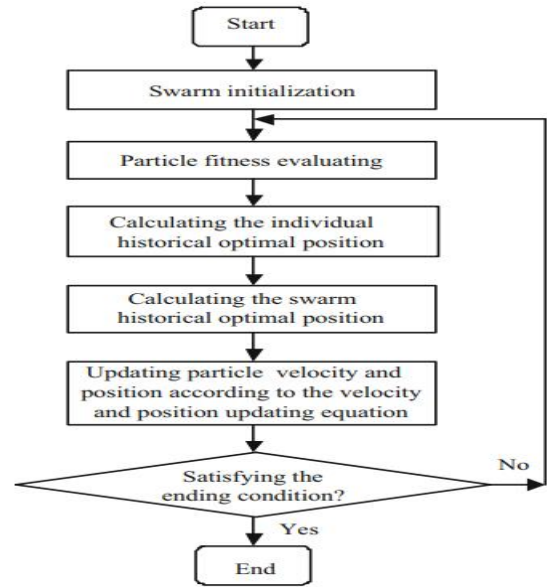 Start
Swarm initialization
Particle fitness evaluating
Calculating the individual
historical optimal position
Calculating the swarm
historical optimal position
Updating particle velocity and
position according to the velocity
and position updating equation
Satisfying the
ending condition?
No
Yes
End